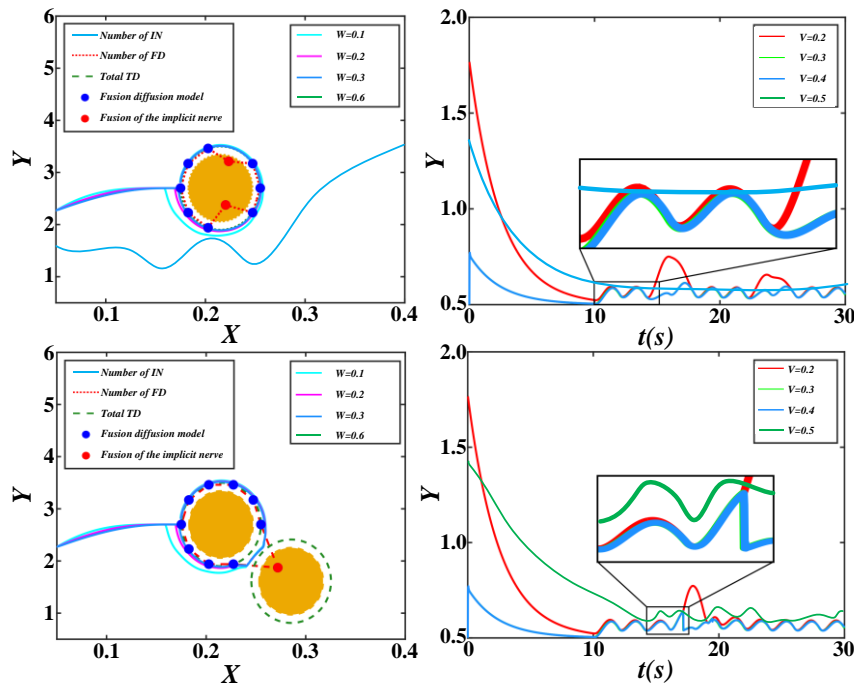 6
5
4
3
2
1
Y
0.1
0.2
0.3
0.4
X
Number of IN
Number of FD
Total TD
Fusion diffusion model
Fusion of the implicit nerve
W=0.1
W=0.2
W=0.3
W=0.6
2.0
1.5
1.0
0.5
Y
0
10
20
30
t(s)
V=0.2
V=0.3
V=0.4
V=0.5
6
5
4
3
2
1
Y
0.1
0.2
0.3
0.4
X
Number of IN
Number of FD
Total TD
Fusion diffusion model
Fusion of the implicit nerve
W=0.1
W=0.2
W=0.3
W=0.6
2.0
1.5
1.0
0.5
Y
0
10
20
30
t(s)
V=0.2
V=0.3
V=0.4
V=0.5